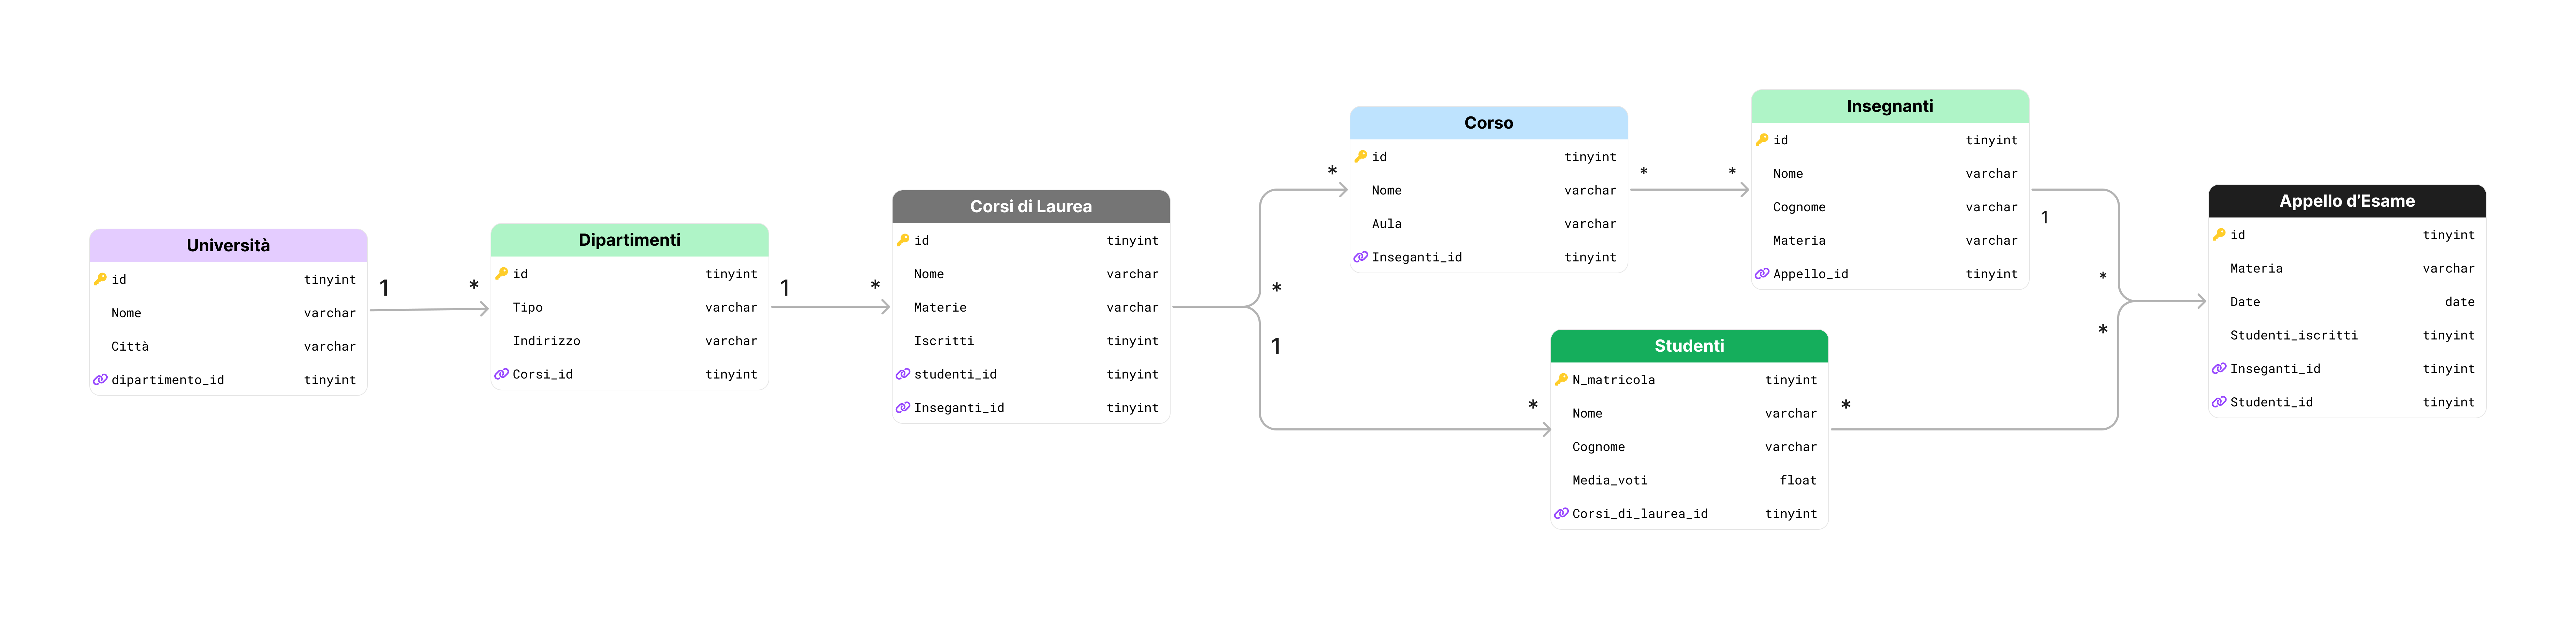 Università
id tinyint
Nome varchar
Città varchar
dipartimento_id tinyint
1 *
Dipartimenti
id tinyint
Tipo varchar
Indirizzo varchar
Corsi_id tinyint
1 *
Corsi di Laurea
id tinyint
Nome varchar
Materie varchar
Iscritti tinyint
studenti_id tinyint
Inseganti_id tinyint
*
*
1
*
Corso
id tinyint
Nome varchar
Aula varchar
Inseganti_id tinyint
* *
Insegnanti
id tinyint
Nome varchar
Cognome varchar
Materia varchar
Appello_id tinyint
1
*
Studenti
N_matricola tinyint
Nome varchar
Cognome varchar
Media_voti float
Corsi_di_laurea_id tinyint
*
*
Appello d’Esame
id tinyint
Materia varchar
Date date
Studenti_iscritti tinyint
Inseganti_id tinyint
Studenti_id tinyint